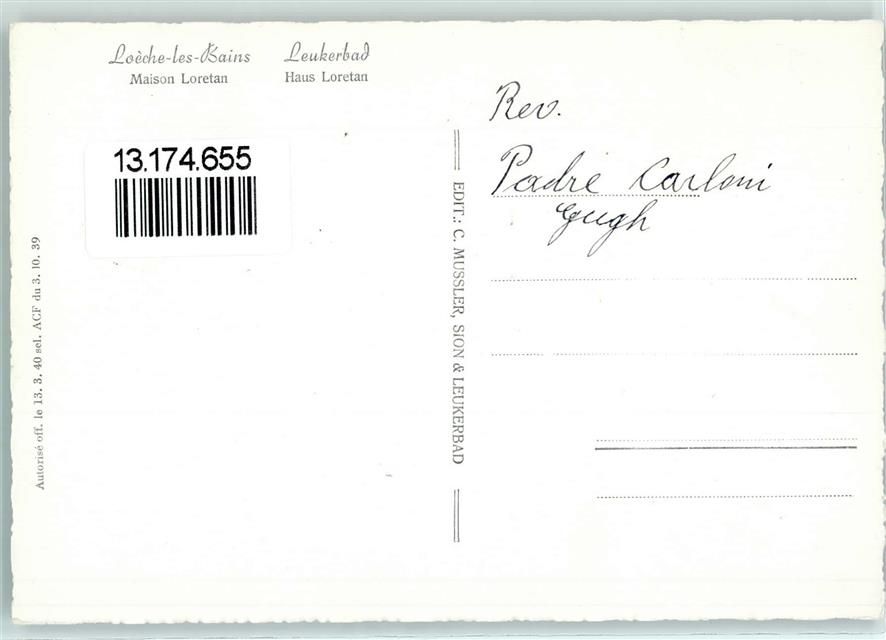 Loèche-les-Bains Leukerbad
Maison Loretan Haus Loretan
13.174.655
Autorisé off. le 13. 3. 40 sel. ACF du 3. 10. 39
EDIT.: C. MUSSLER, SION & LEUKERBAD
Rev.
Padre Carloni